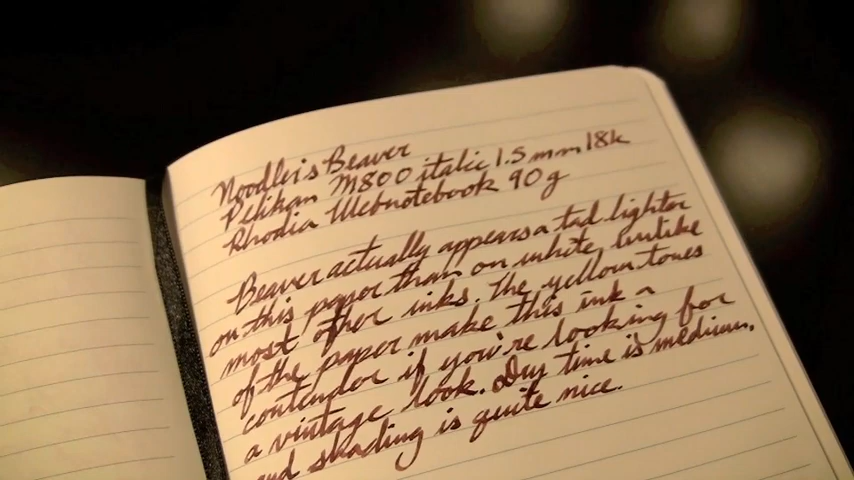 Noodler's Beaver
Pelikan M800 italic 1.5mm 18k
Rhodia Webnotebook 90g
Beaver actually appears a tad lighter
on this paper than on white, unlike
most other inks. The yellow tones
of the paper make this ink a
contender if you're looking for
a vintage look. Dry time is medium,
and shading is quite nice.